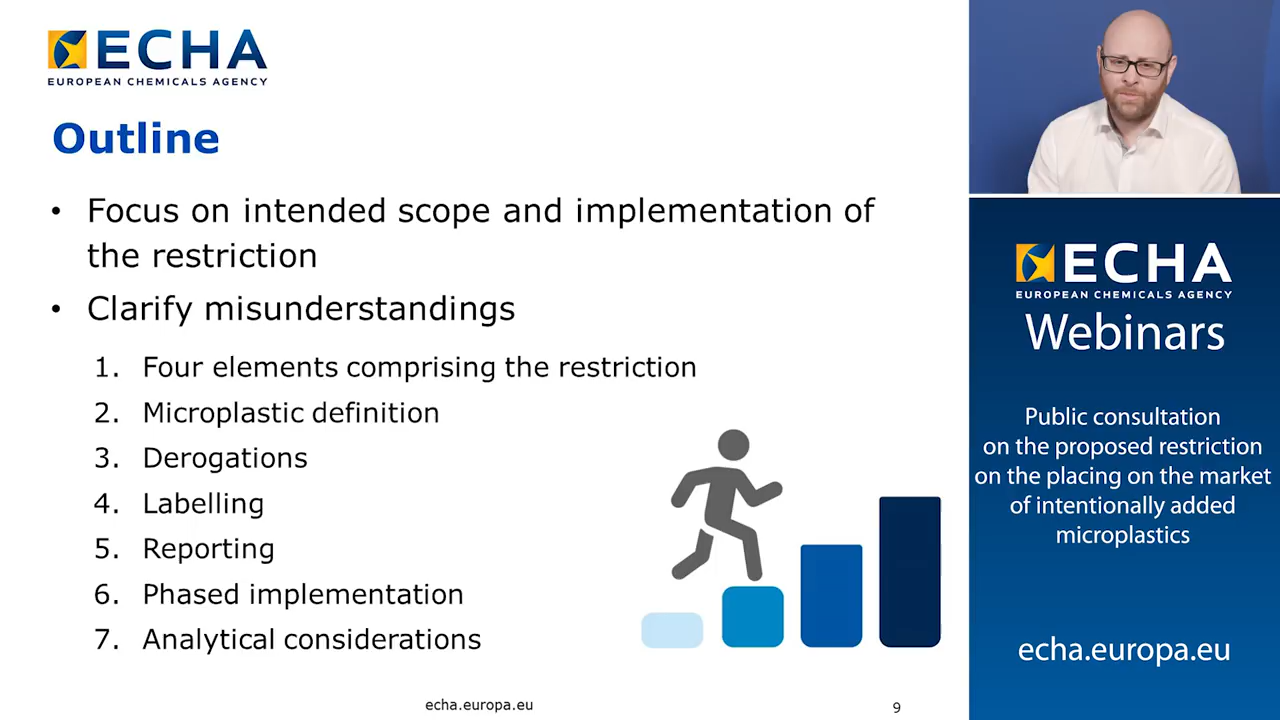 ECHA
EUROPEAN CHEMICALS AGENCY
Outline
• Focus on intended scope and implementation of
the restriction
• Clarify misunderstandings
1. Four elements comprising the restriction
2. Microplastic definition
3. Derogations
4. Labelling
5. Reporting
6. Phased implementation
7. Analytical considerations
echa.europa.eu
9
ECHA
EUROPEAN CHEMICALS AGENCY
Webinars
Public consultation
on the proposed restriction
on the placing on the market
of intentionally added
microplastics
echa.europa.eu